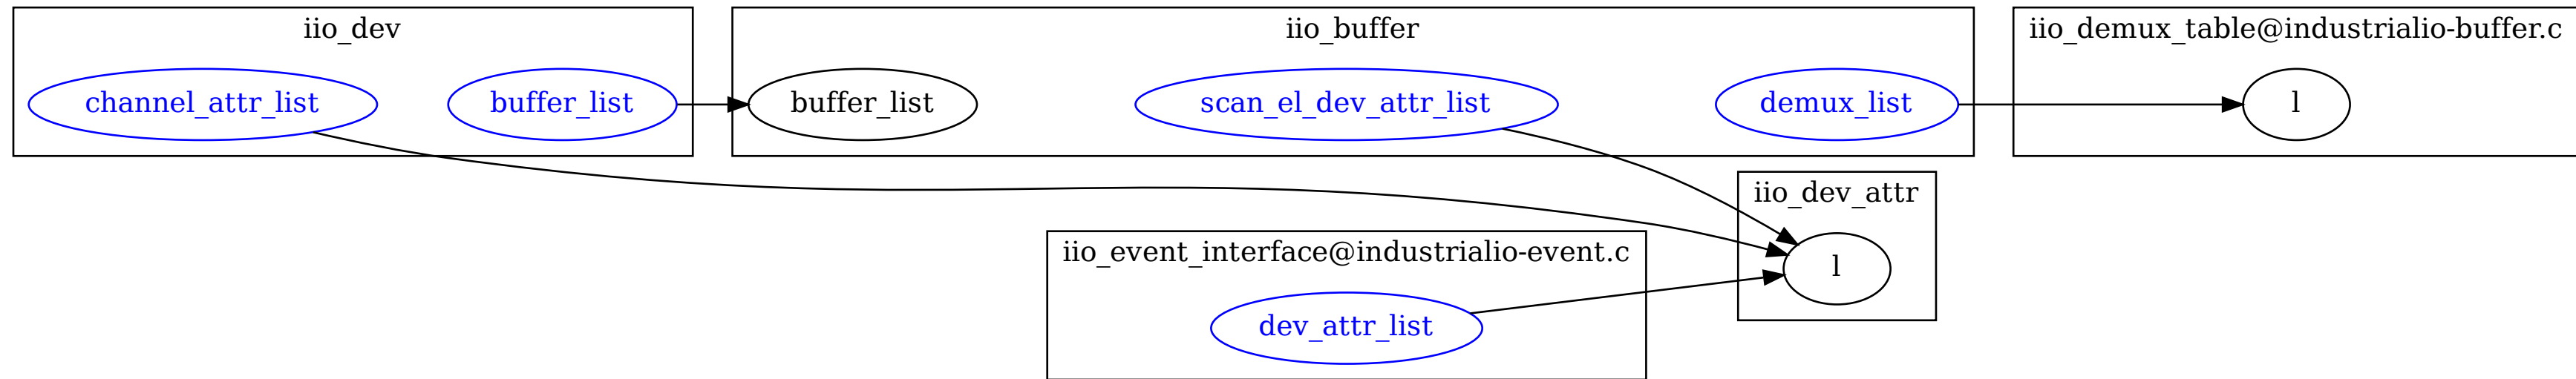 iio_dev
channel_attr_list
buffer_list
iio_buffer
buffer_list
scan_el_dev_attr_list
demux_list
iio_demux_table@industrialio-buffer.c
l
iio_dev_attr
l
iio_event_interface@industrialio-event.c
dev_attr_list